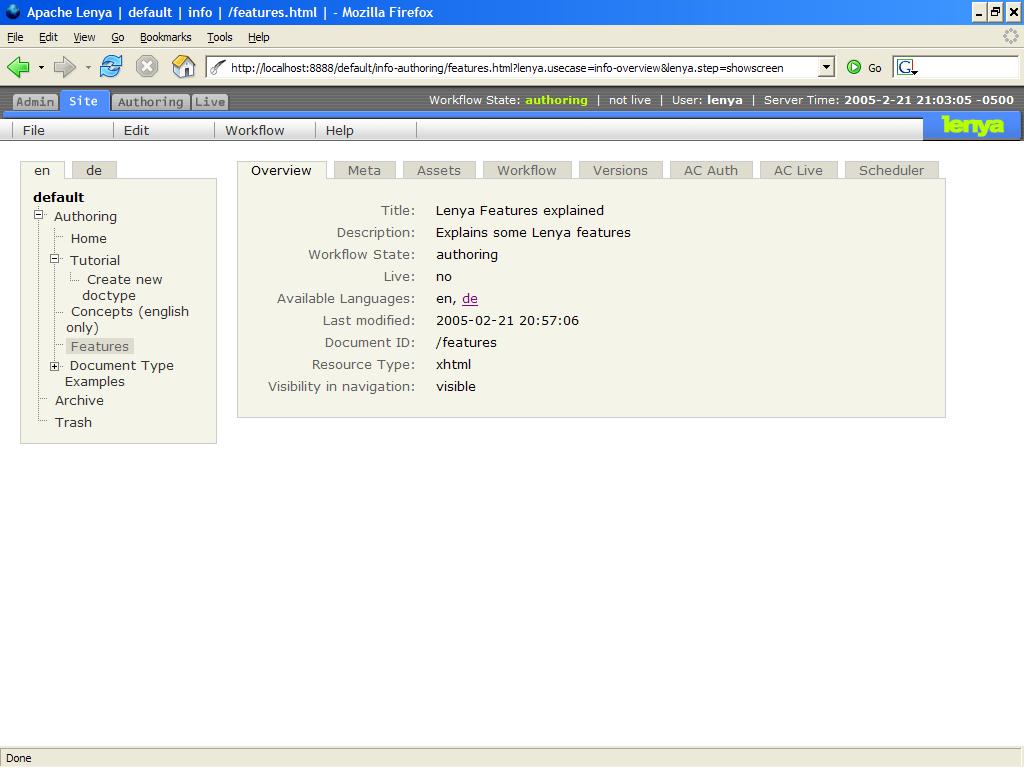 Apache Lenya | default | info | /features.html | - Mozilla Firefox
File Edit View Go Bookmarks Tools Help
http://localhost:8888/default/info-authoring/features.html?lenya.usecase=info-overview&lenya.step=showscreen Go G
Admin Site Authoring Live Workflow State: authoring | not live | User: lenya | Server Time: 2005-2-21 21:03:05 -0500
File Edit Workflow Help lenya
en de
default
Authoring
Home
Tutorial
Create new
doctype
Concepts (english
only)
Features
Document Type
Examples
Archive
Trash
Overview Meta Assets Workflow Versions AC Auth AC Live Scheduler
Title: Lenya Features explained
Description: Explains some Lenya features
Workflow State: authoring
Live: no
Available Languages: en, de
Last modified: 2005-02-21 20:57:06
Document ID: /features
Resource Type: xhtml
Visibility in navigation: visible
Done